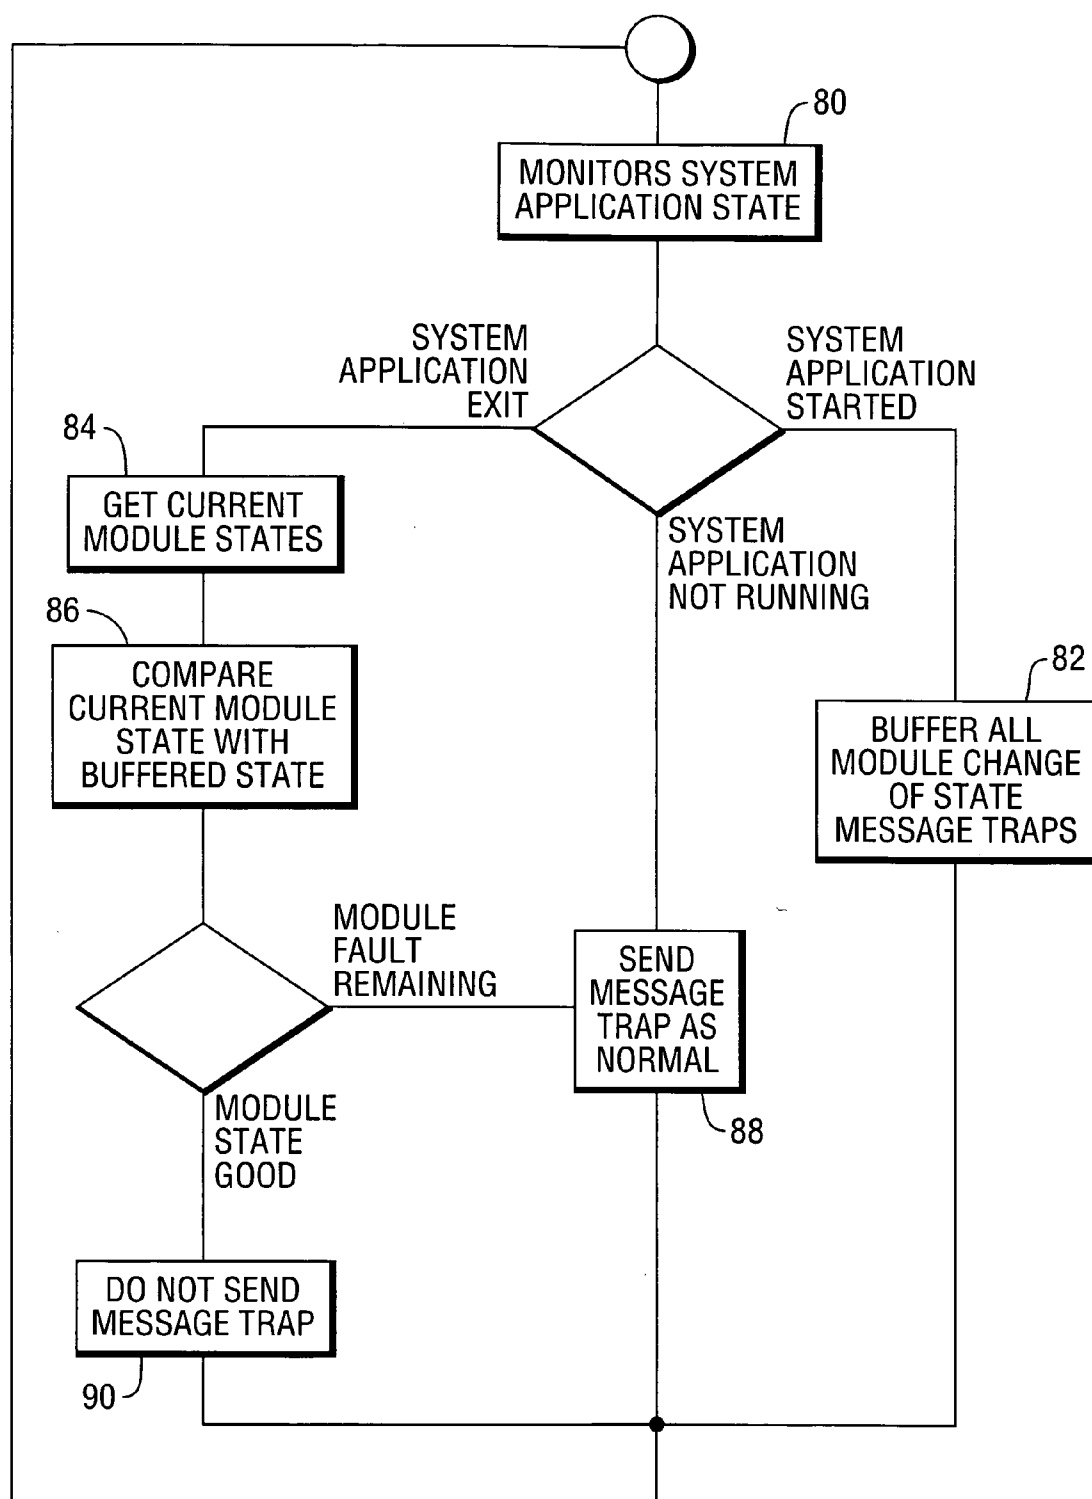 80
MONITORS SYSTEM
APPLICATION STATE
SYSTEM
APPLICATION
EXIT
SYSTEM
APPLICATION
STARTED
84
GET CURRENT
MODULE STATES
SYSTEM
APPLICATION
NOT RUNNING
86
COMPARE
CURRENT MODULE
STATE WITH
BUFFERED STATE
82
BUFFER ALL
MODULE CHANGE
OF STATE
MESSAGE TRAPS
MODULE
FAULT
REMAINING
SEND
MESSAGE
TRAP AS
NORMAL
88
MODULE
STATE
GOOD
DO NOT SEND
MESSAGE TRAP
90